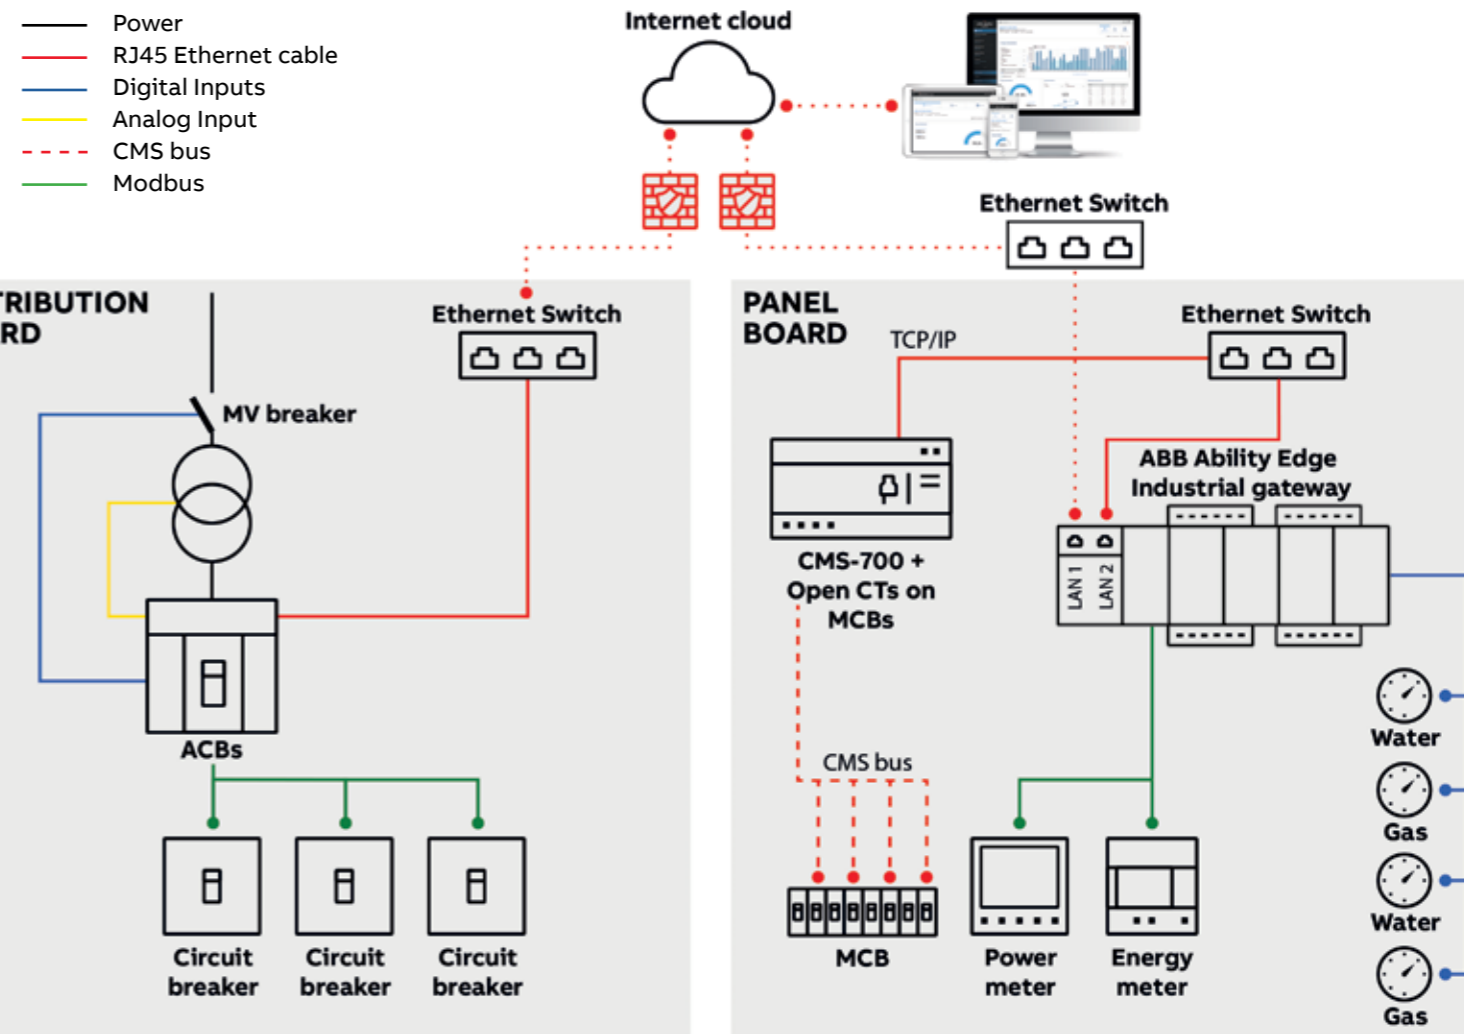 Power
RJ45 Ethernet cable
Digital Inputs
Analog Input
CMS bus
Modbus
Internet cloud
Ethernet Switch
TRIBUTION
RD
Ethernet Switch
MV breaker
ACBs
Circuit
breaker
Circuit
breaker
Circuit
breaker
PANEL
BOARD
TCP/IP
Ethernet Switch
ABB Ability Edge
Industrial gateway
LAN 1
LAN 2
CMS-700 +
Open CTs on
MCBs
CMS bus
MCB
Power
meter
Energy
meter
Water
Gas
Water
Gas